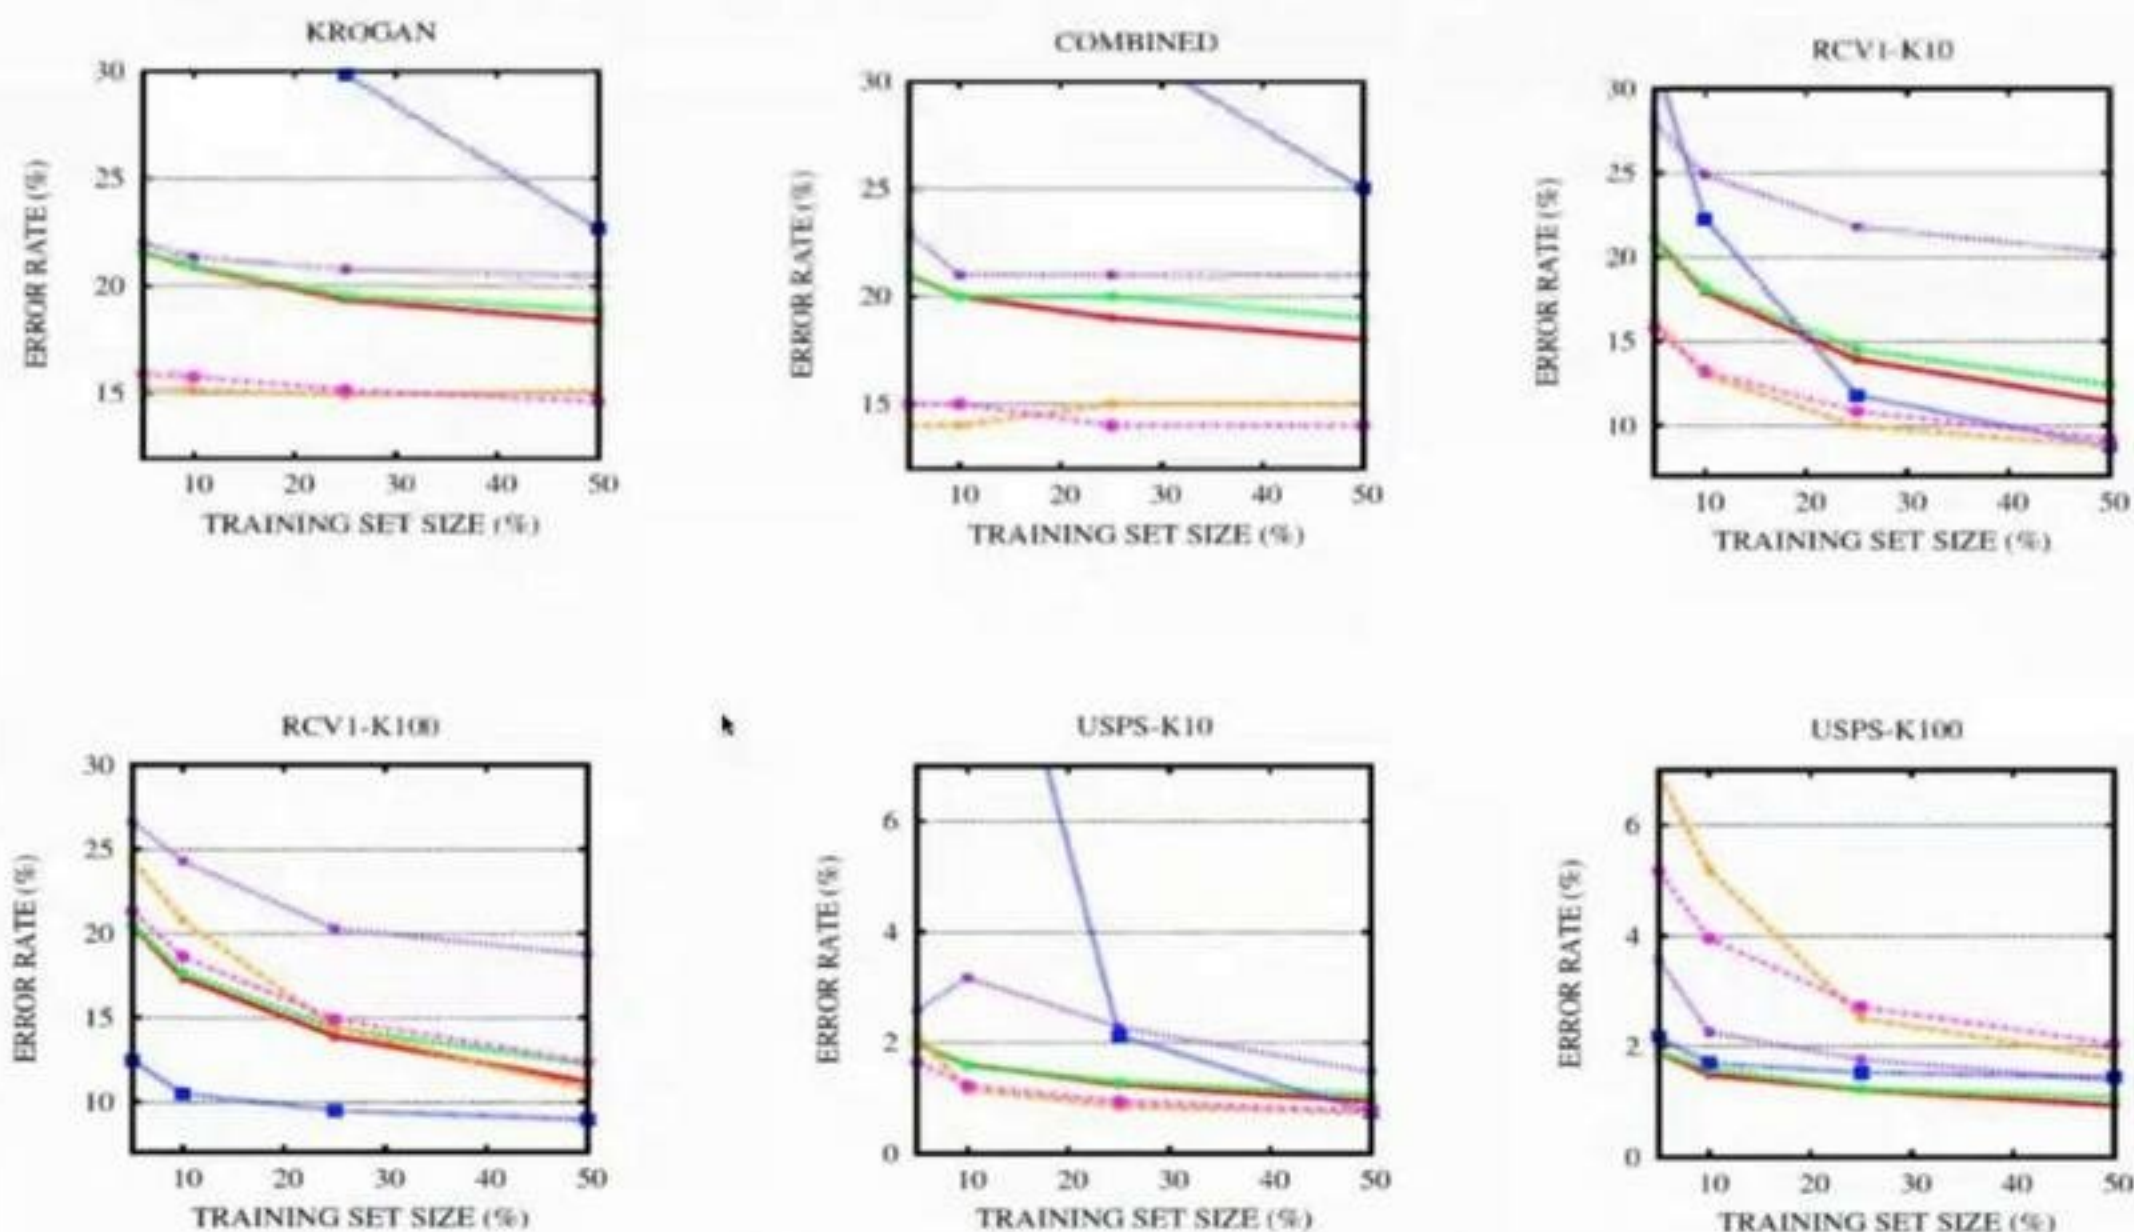 KROGAN
30
25
20
15
ERROR RATE (%)
10 20 30 40 50
TRAINING SET SIZE (%)
COMBINED
30
25
20
15
ERROR RATE (%)
10 20 30 40 50
TRAINING SET SIZE (%)
RCV1-K10
30
25
20
15
10
ERROR RATE (%)
10 20 30 40 50
TRAINING SET SIZE (%)
RCV1-K100
30
25
20
15
10
ERROR RATE (%)
10 20 30 40 50
TRAINING SET SIZE (%)
USPS-K10
6
4
2
0
ERROR RATE (%)
10 20 30 40 50
TRAINING SET SIZE (%)
USPS-K100
6
4
2
0
ERROR RATE (%)
10 20 30 40 50
TRAINING SET SIZE (%)